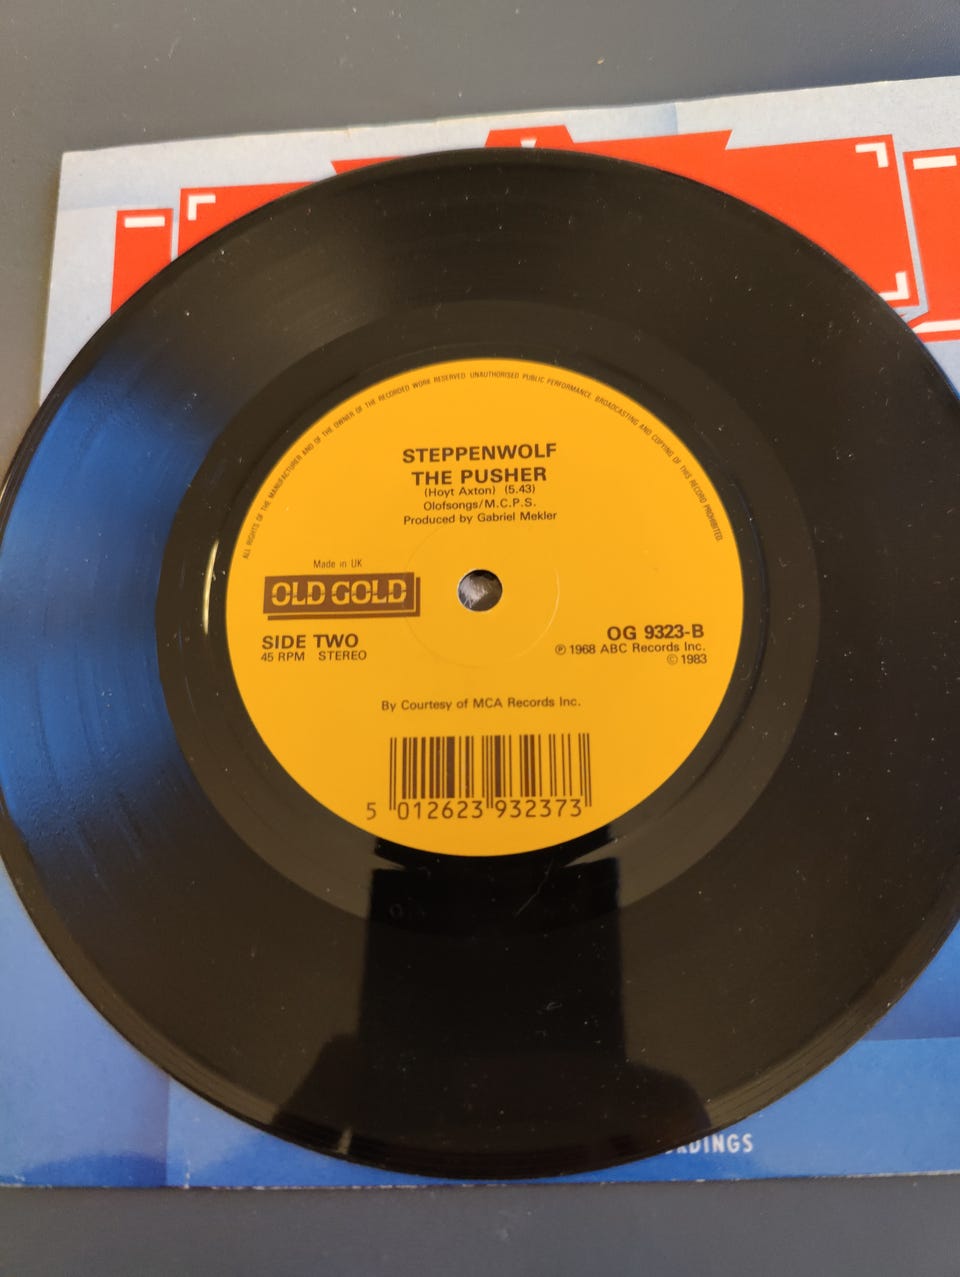 ALL RIGHTS OF THE MANUFACTURER AND OF THE OWNER OF THE RECORDED WORK RESERVED. UNAUTHORISED PUBLIC PERFORMANCE, BROADCASTING AND COPYING OF THIS RECORD PROHIBITED.
STEPPENWOLF
THE PUSHER
(Hoyt Axton) (5.43)
Olofsongs/M.C.P.S.
Produced by Gabriel Mekler
Made in UK
OLD GOLD
SIDE TWO
45 RPM STEREO
OG 9323-B
℗ 1968 ABC Records Inc.
© 1983
By Courtesy of MCA Records Inc.
5 012623 932373